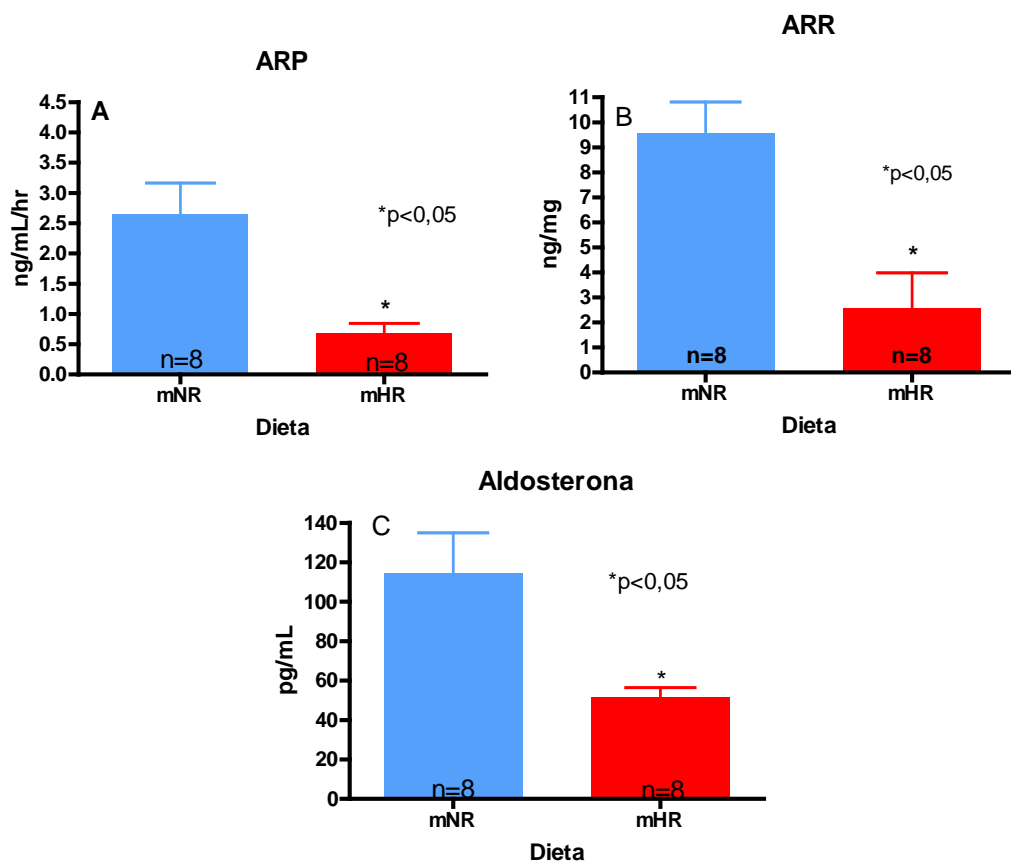 ARP
A
4.5
4.0
3.5
3.0
2.5
2.0
1.5
1.0
0.5
0.0
ng/mL/hr
*p<0,05
*
n=8
n=8
mNR
mHR
Dieta
ARR
B
11
10
9
8
7
6
5
4
3
2
1
0
ng/mg
*p<0,05
*
n=8
n=8
mNR
mHR
Dieta
Aldosterona
C
140
120
100
80
60
40
20
0
pg/mL
*p<0,05
*
n=8
n=8
mNR
mHR
Dieta